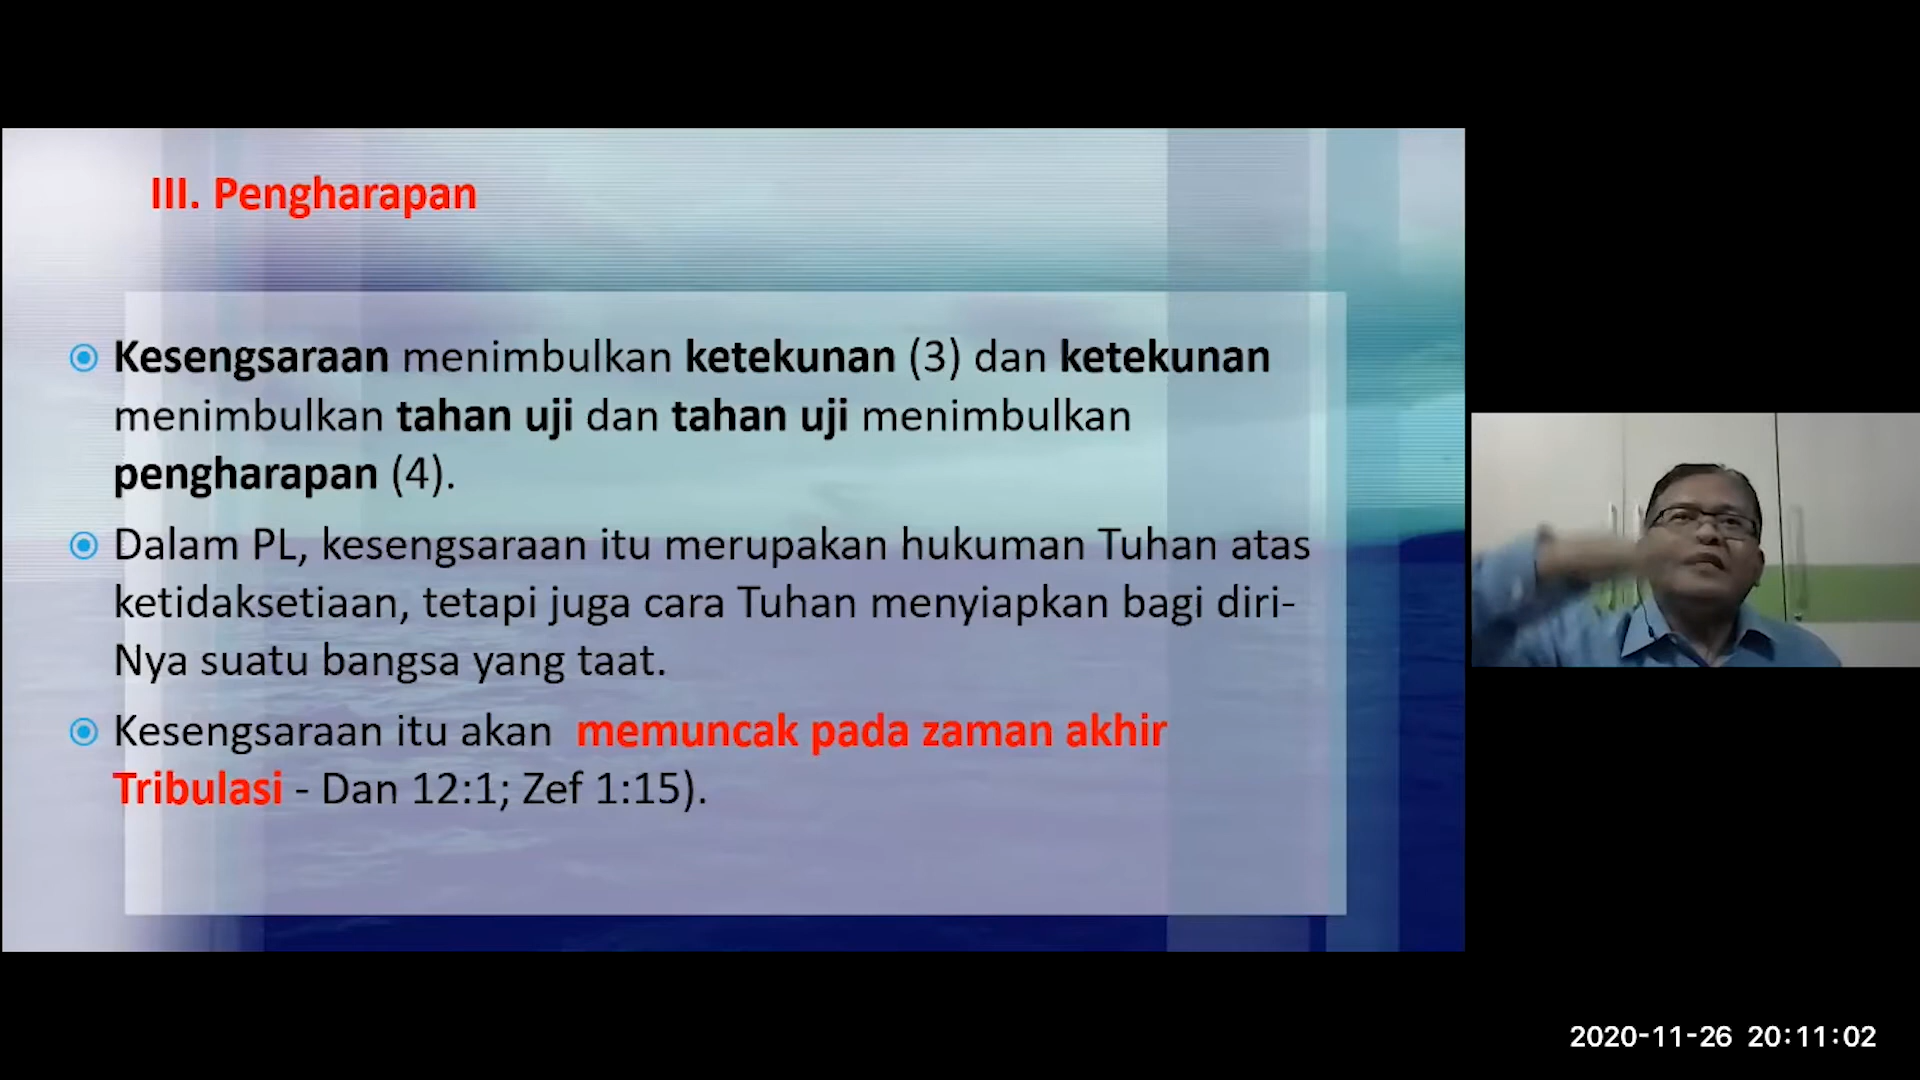 III. Pengharapan
Kesengsaraan menimbulkan ketekunan (3) dan ketekunan
menimbulkan tahan uji dan tahan uji menimbulkan
pengharapan (4).
Dalam PL, kesengsaraan itu merupakan hukuman Tuhan atas
ketidaksetiaan, tetapi juga cara Tuhan menyiapkan bagi diri-
Nya suatu bangsa yang taat.
Kesengsaraan itu akan memuncak pada zaman akhir
Tribulasi - Dan 12:1; Zef 1:15).
2020-11-26 20:11:02